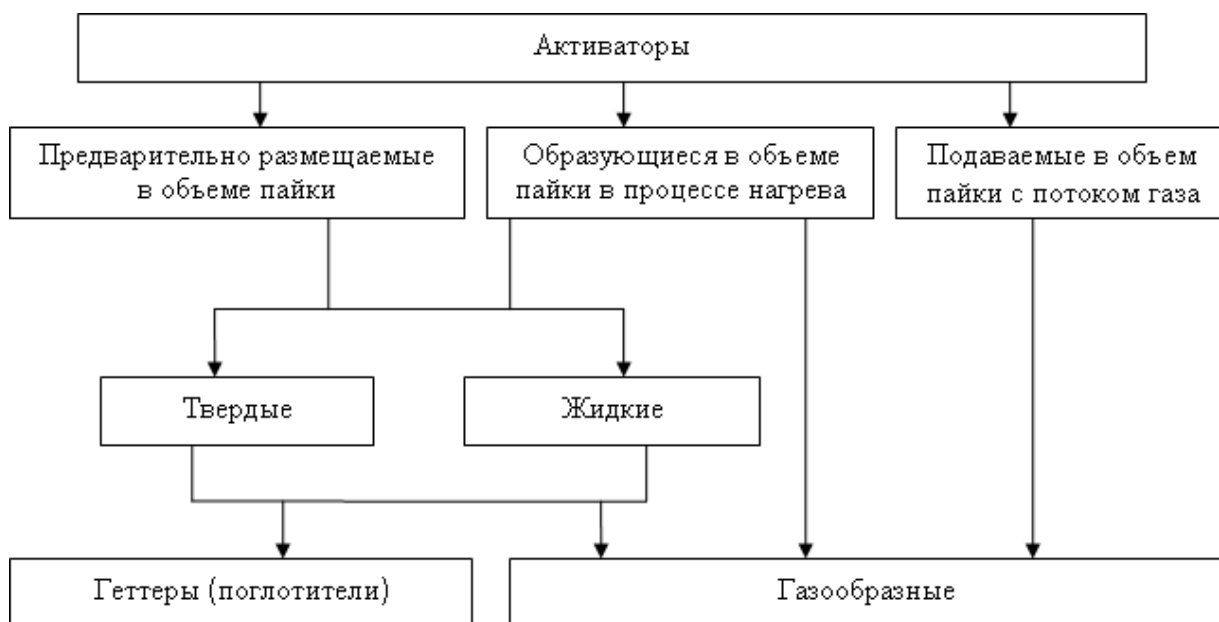 Активаторы
Предварительно размещаемые
в объеме пайки
Образующиеся в объеме
пайки в процессе нагрева
Подаваемые в объем
пайки с потоком газа
Твердые
Жидкие
Геттеры (поглотители)
Газообразные